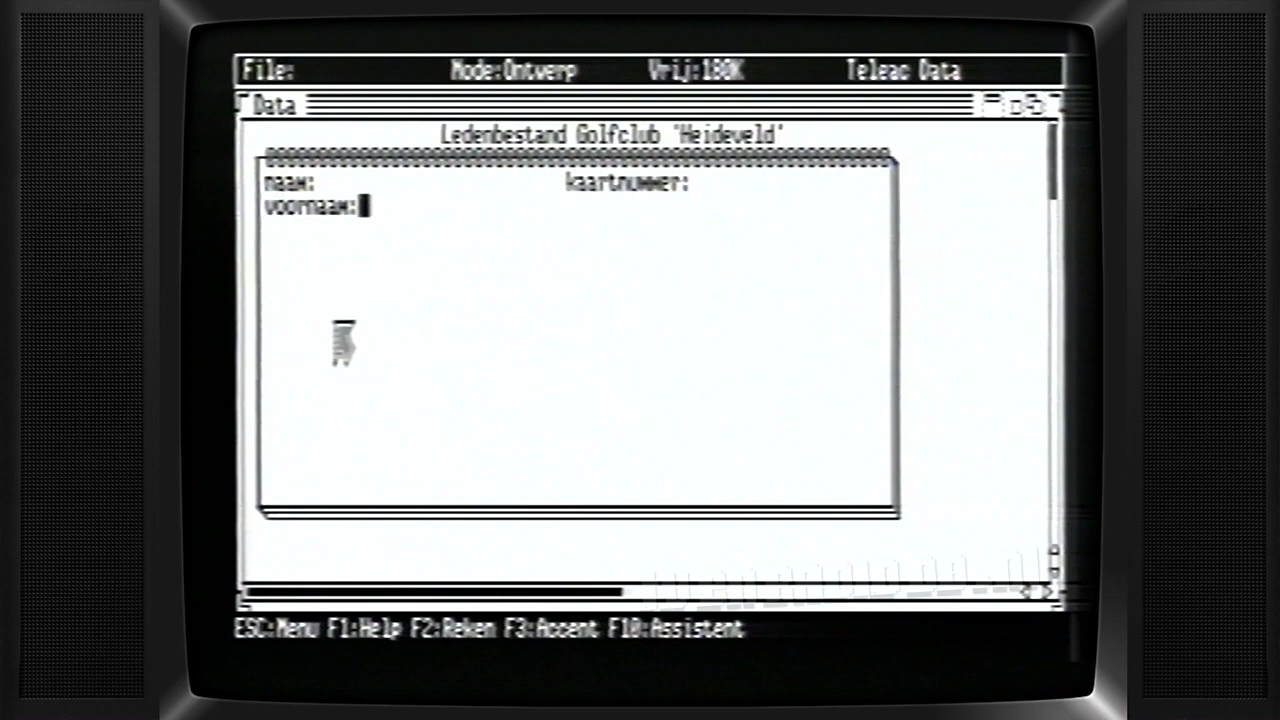 File: Mode:Ontwerp Vrij:180K Teleac Data
Data
Ledenbestand Golfclub 'Heideveld'
naam: kaartnummer:
voornaam:
ESC:Menu F1:Help F2:Reken F3:Accent F10:Assistent